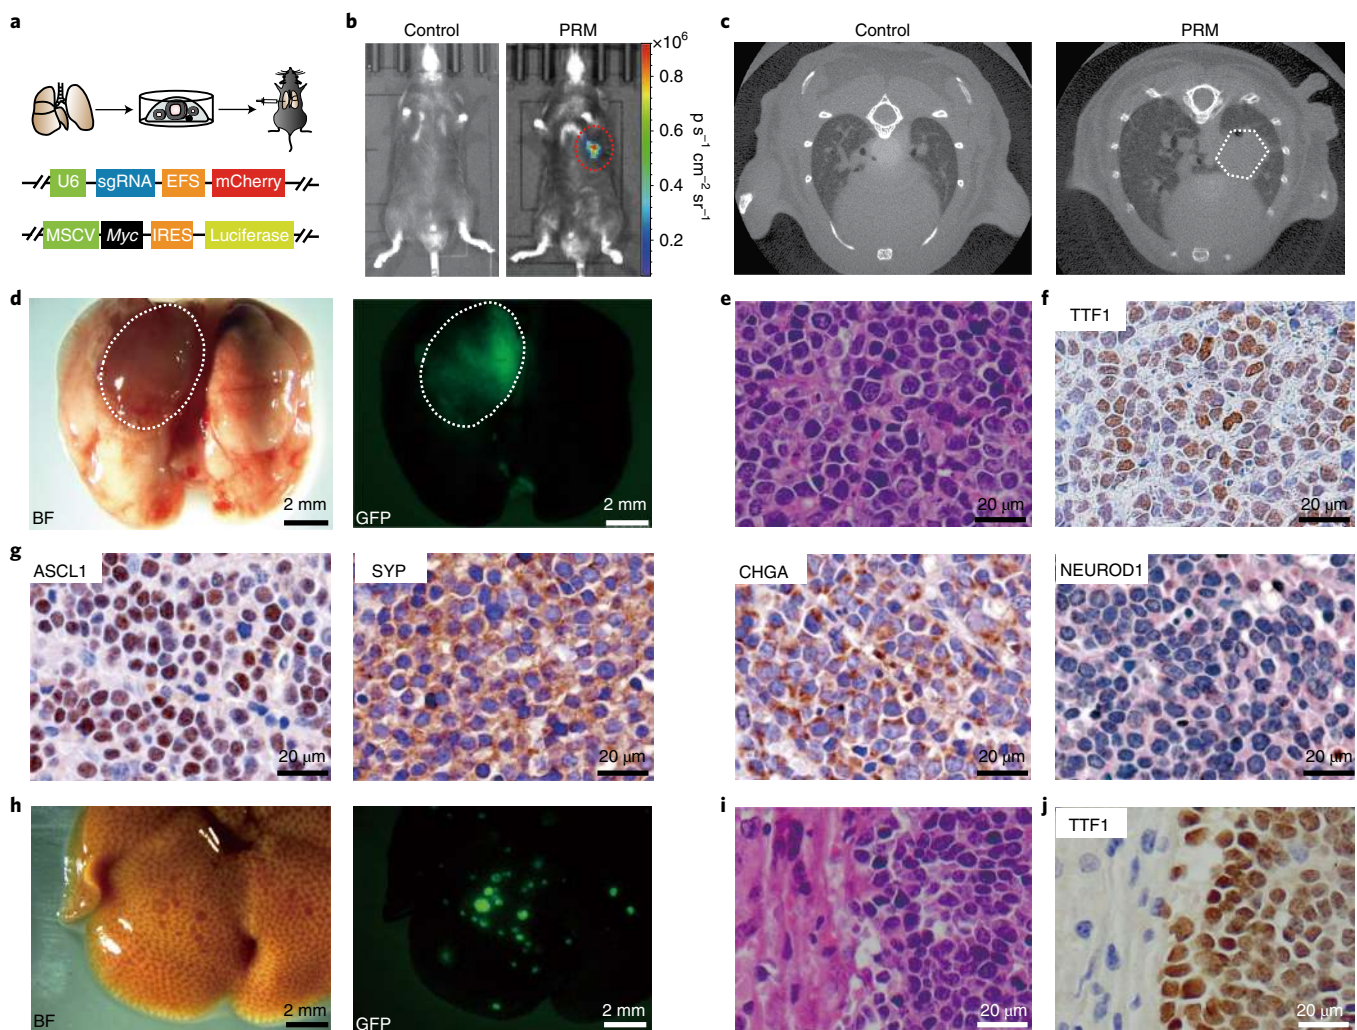 a
b
Control
PRM
×10⁶
0.8
0.6
0.4
0.2
p s⁻¹ cm⁻² sr⁻¹
c
Control
PRM
U6
sgRNA
EFS
mCherry
MSCV
Myc
IRES
Luciferase
d
BF
2 mm
GFP
2 mm
e
20 μm
f
TTF1
20 μm
g
ASCL1
20 μm
SYP
20 μm
CHGA
20 μm
NEUROD1
20 μm
h
BF
2 mm
GFP
2 mm
i
20 μm
j
TTF1
20 μm